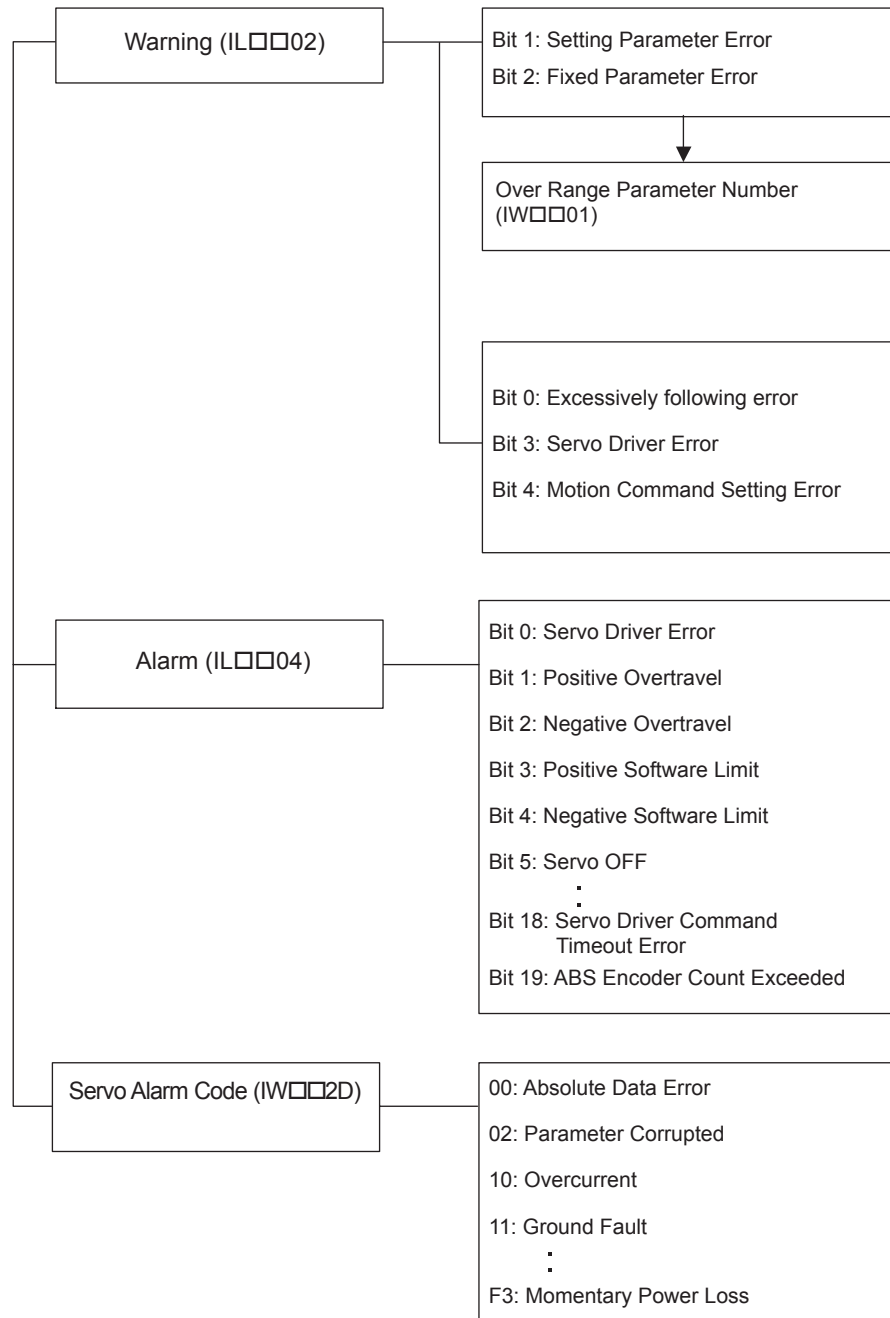 Warning (IL□□02)
Bit 1: Setting Parameter Error
Bit 2: Fixed Parameter Error
Over Range Parameter Number
(IW□□01)
Bit 0: Excessively following error
Bit 3: Servo Driver Error
Bit 4: Motion Command Setting Error
Alarm (IL□□04)
Bit 0: Servo Driver Error
Bit 1: Positive Overtravel
Bit 2: Negative Overtravel
Bit 3: Positive Software Limit
Bit 4: Negative Software Limit
Bit 5: Servo OFF
:
Bit 18: Servo Driver Command
Timeout Error
Bit 19: ABS Encoder Count Exceeded
Servo Alarm Code (IW□□2D)
00: Absolute Data Error
02: Parameter Corrupted
10: Overcurrent
11: Ground Fault
:
F3: Momentary Power Loss